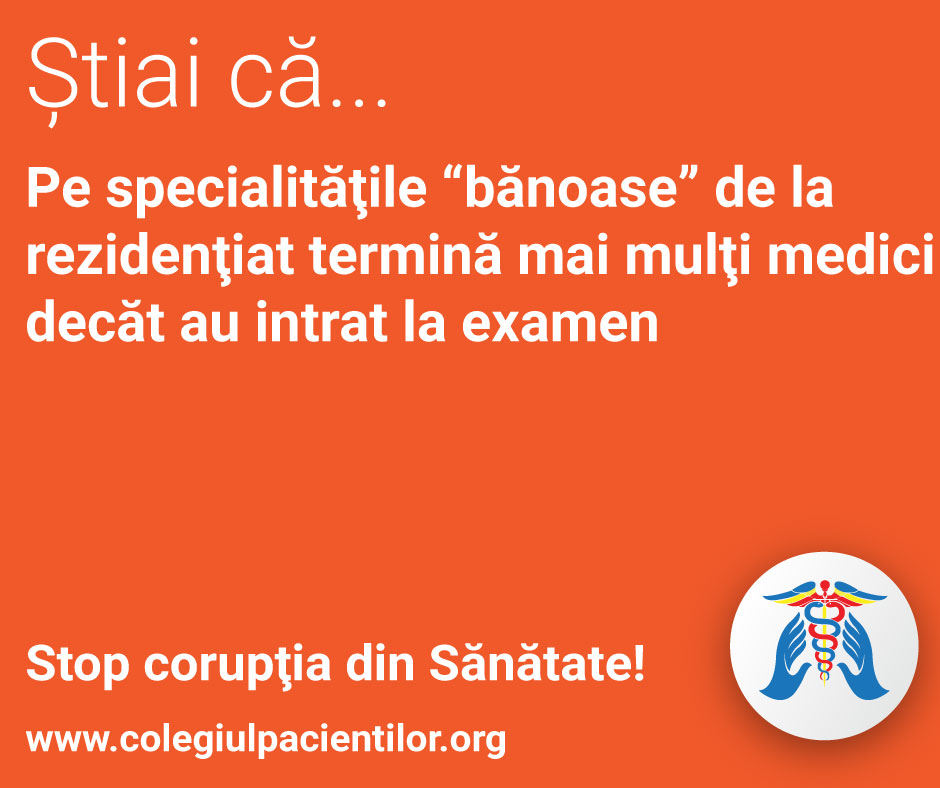 Știai că...
Pe specialităţile “bănoase” de la
rezidenţiat termină mai mulţi medici
decăt au intrat la examen
Stop corupţia din Sănătate!
www.colegiulpacientilor.org